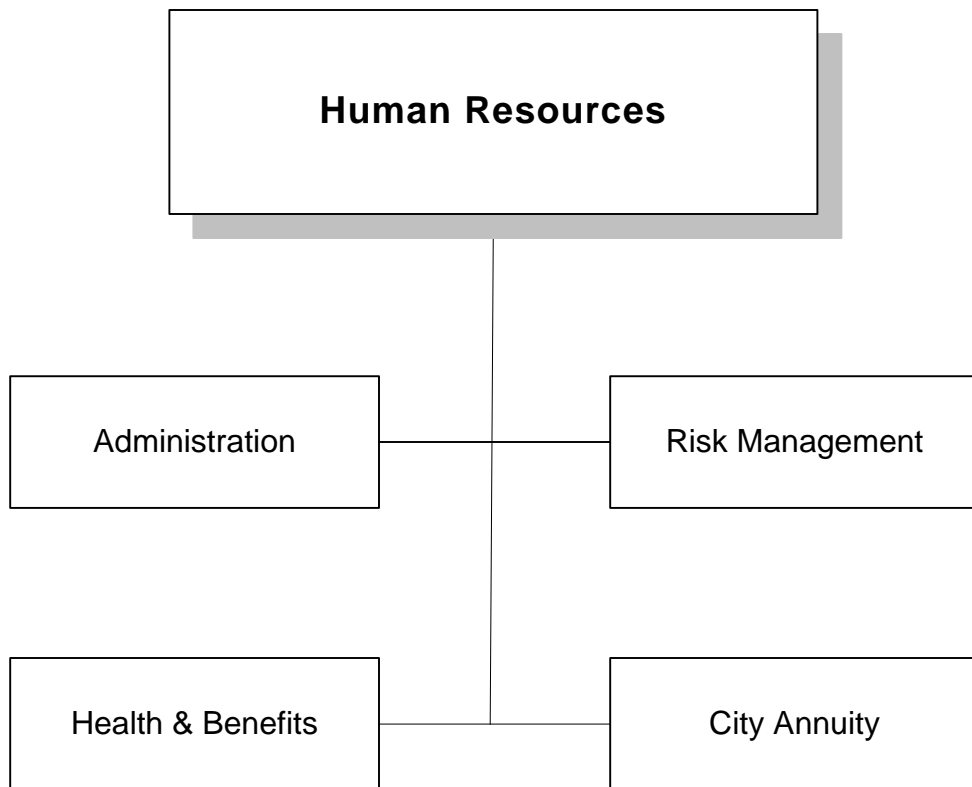 Human Resources
Administration
Risk Management
Health & Benefits
City Annuity